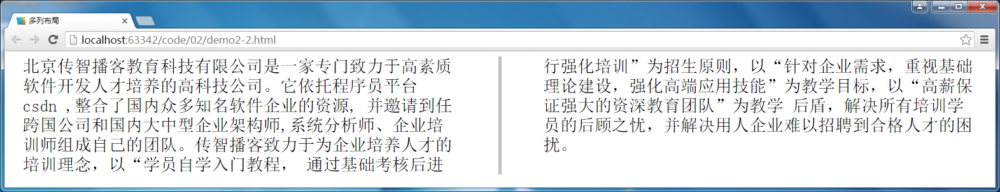 多列布局
localhost:63342/code/02/demo2-2.html
北京传智播客教育科技有限公司是一家专门致力于高素质
软件开发人才培养的高科技公司。它依托程序员平台
csdn ,整合了国内众多知名软件企业的资源, 并邀请到任
跨国公司和国内大中型企业架构师,系统分析师、企业培
训师组成自己的团队。传智播客致力于为企业培养人才的
培训理念，以“学员自学入门教程， 通过基础考核后进
行强化培训”为招生原则，以“针对企业需求，重视基础
理论建设，强化高端应用技能”为教学目标，以“高薪保
证强大的资深教育团队”为教学 后盾，解决所有培训学
员的后顾之忧，并解决用人企业难以招聘到合格人才的困
扰。